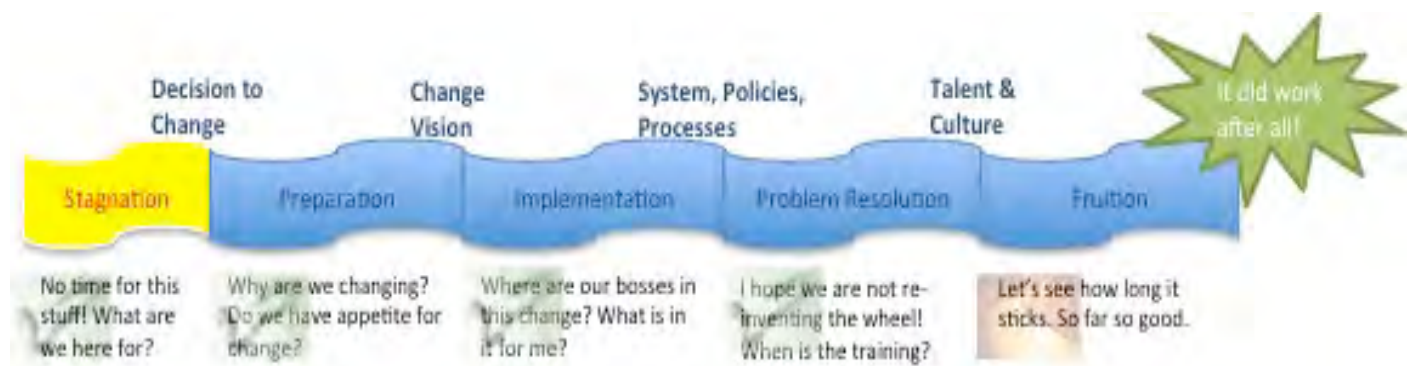 Decision to
Change
Change
Vision
System, Policies,
Processes
Talent &
Culture
It did work
after all!
Stagnation
Preparation
Implementation
Problem Resolution
Fruition
No time for this
stuff! What are
we here for?
Why are we changing?
Do we have appetite for
change?
Where are our bosses in
this change? What is in
it for me?
I hope we are not re-
inventing the wheel!
When is the training?
Let's see how long it
sticks. So far so good.